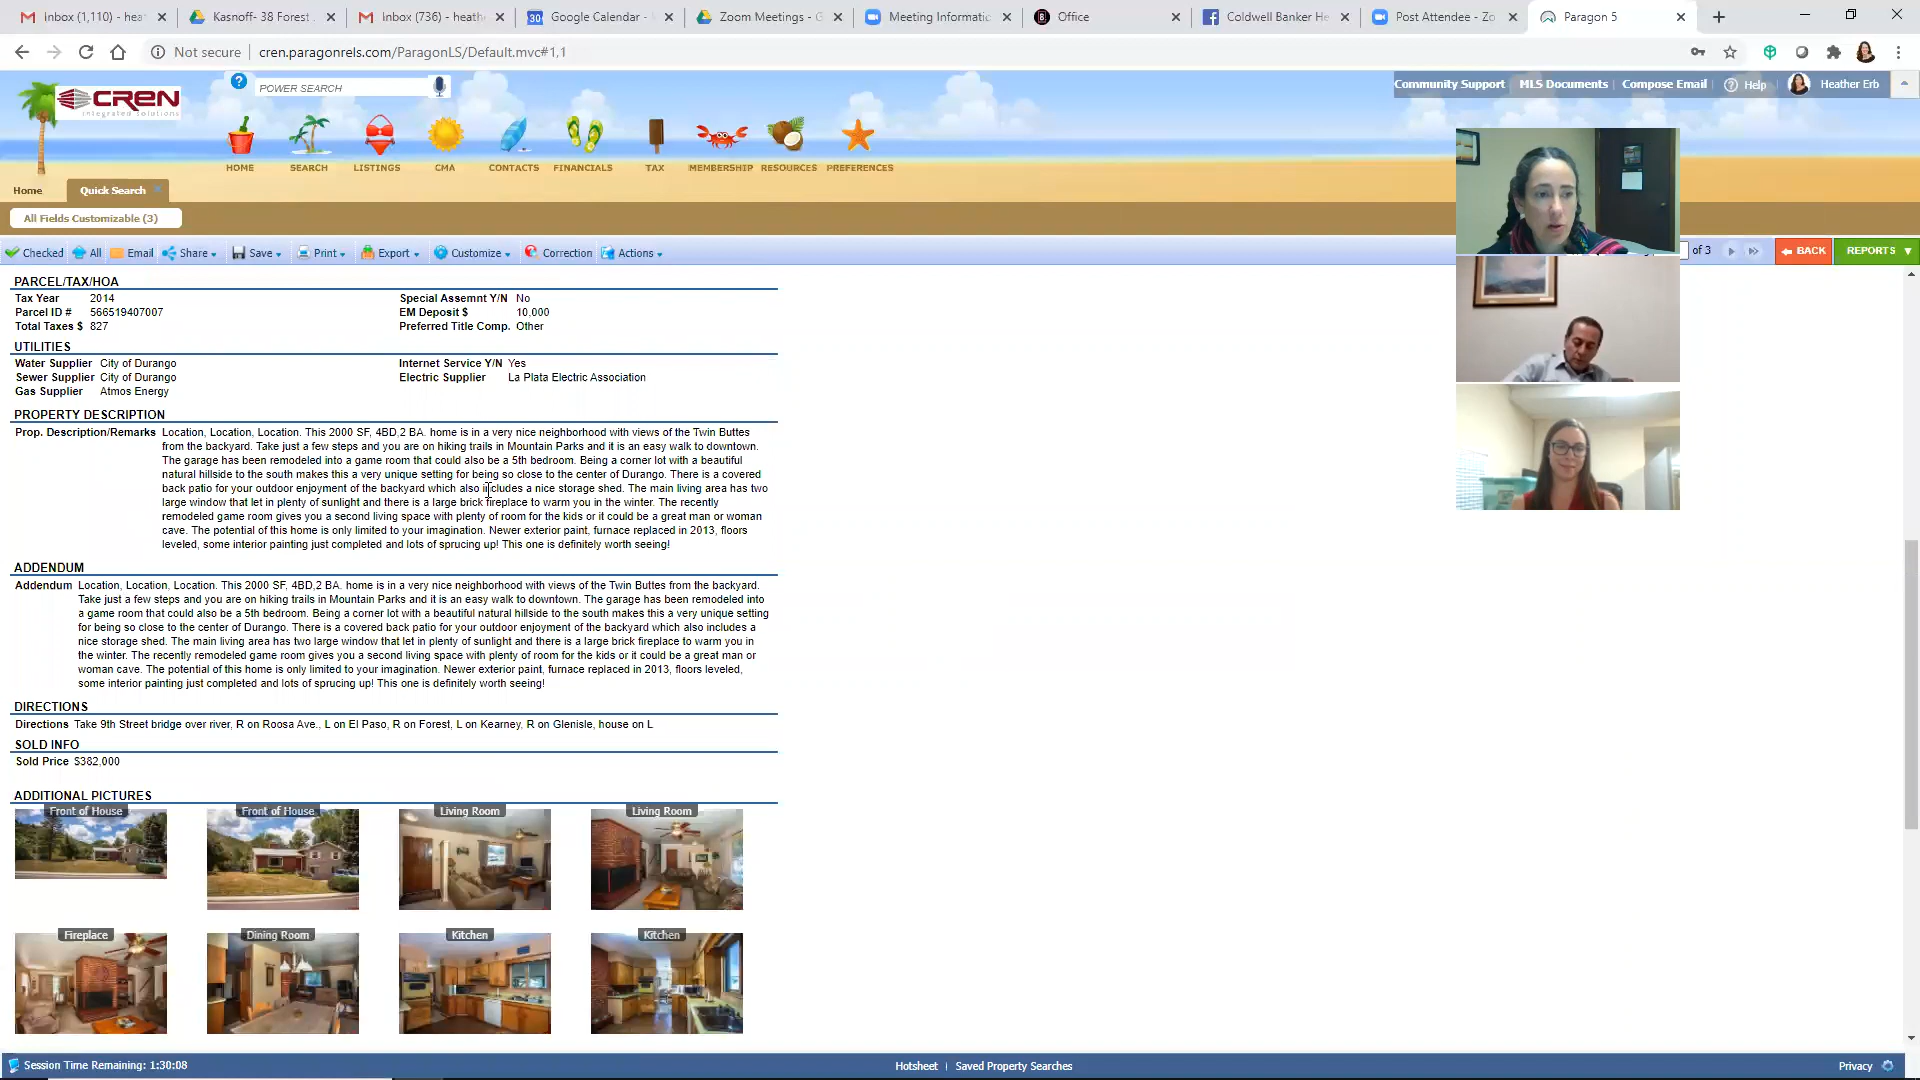 Inbox (1,110) - heat
Kasnoff- 38 Forest
Inbox (736) - heath
Google Calendar -
Zoom Meetings - G
Meeting Informatic
Office
Coldwell Banker He
Post Attendee - Zo
Paragon 5
Not secure
cren.paragonrels.com/ParagonLS/Default.mvc#1,1
CREN
integrated solutions
POWER SEARCH
Community Support
MLS Documents
Compose Email
Help
Heather Erb
HOME
SEARCH
LISTINGS
CMA
CONTACTS
FINANCIALS
TAX
MEMBERSHIP
RESOURCES
PREFERENCES
Home
Quick Search
All Fields Customizable (3)
Checked
All
Email
Share
Save
Print
Export
Customize
Correction
Actions
of 3
BACK
REPORTS
PARCEL/TAX/HOA
Tax Year 2014 Special Assemnt Y/N No
Parcel ID # 566519407007 EM Deposit $ 10,000
Total Taxes $ 827 Preferred Title Comp. Other
UTILITIES
Water Supplier City of Durango Internet Service Y/N Yes
Sewer Supplier City of Durango Electric Supplier La Plata Electric Association
Gas Supplier Atmos Energy
PROPERTY DESCRIPTION
Prop. Description/Remarks Location, Location, Location. This 2000 SF, 4BD,2 BA. home is in a very nice neighborhood with views of the Twin Buttes
from the backyard. Take just a few steps and you are on hiking trails in Mountain Parks and it is an easy walk to downtown.
The garage has been remodeled into a game room that could also be a 5th bedroom. Being a corner lot with a beautiful
natural hillside to the south makes this a very unique setting for being so close to the center of Durango. There is a covered
back patio for your outdoor enjoyment of the backyard which also includes a nice storage shed. The main living area has two
large window that let in plenty of sunlight and there is a large brick fireplace to warm you in the winter. The recently
remodeled game room gives you a second living space with plenty of room for the kids or it could be a great man or woman
cave. The potential of this home is only limited to your imagination. Newer exterior paint, furnace replaced in 2013, floors
leveled, some interior painting just completed and lots of sprucing up! This one is definitely worth seeing!
ADDENDUM
Addendum Location, Location, Location. This 2000 SF, 4BD,2 BA. home is in a very nice neighborhood with views of the Twin Buttes from the backyard.
Take just a few steps and you are on hiking trails in Mountain Parks and it is an easy walk to downtown. The garage has been remodeled into
a game room that could also be a 5th bedroom. Being a corner lot with a beautiful natural hillside to the south makes this a very unique setting
for being so close to the center of Durango. There is a covered back patio for your outdoor enjoyment of the backyard which also includes a
nice storage shed. The main living area has two large window that let in plenty of sunlight and there is a large brick fireplace to warm you in
the winter. The recently remodeled game room gives you a second living space with plenty of room for the kids or it could be a great man or
woman cave. The potential of this home is only limited to your imagination. Newer exterior paint, furnace replaced in 2013, floors leveled,
some interior painting just completed and lots of sprucing up! This one is definitely worth seeing!
DIRECTIONS
Directions Take 9th Street bridge over river, R on Roosa Ave., L on El Paso, R on Forest, L on Kearney, R on Glenisle, house on L
SOLD INFO
Sold Price $382,000
ADDITIONAL PICTURES
Front of House
Front of House
Living Room
Living Room
Fireplace
Dining Room
Kitchen
Kitchen
Session Time Remaining: 1:30:08
Hotsheet | Saved Property Searches
Privacy